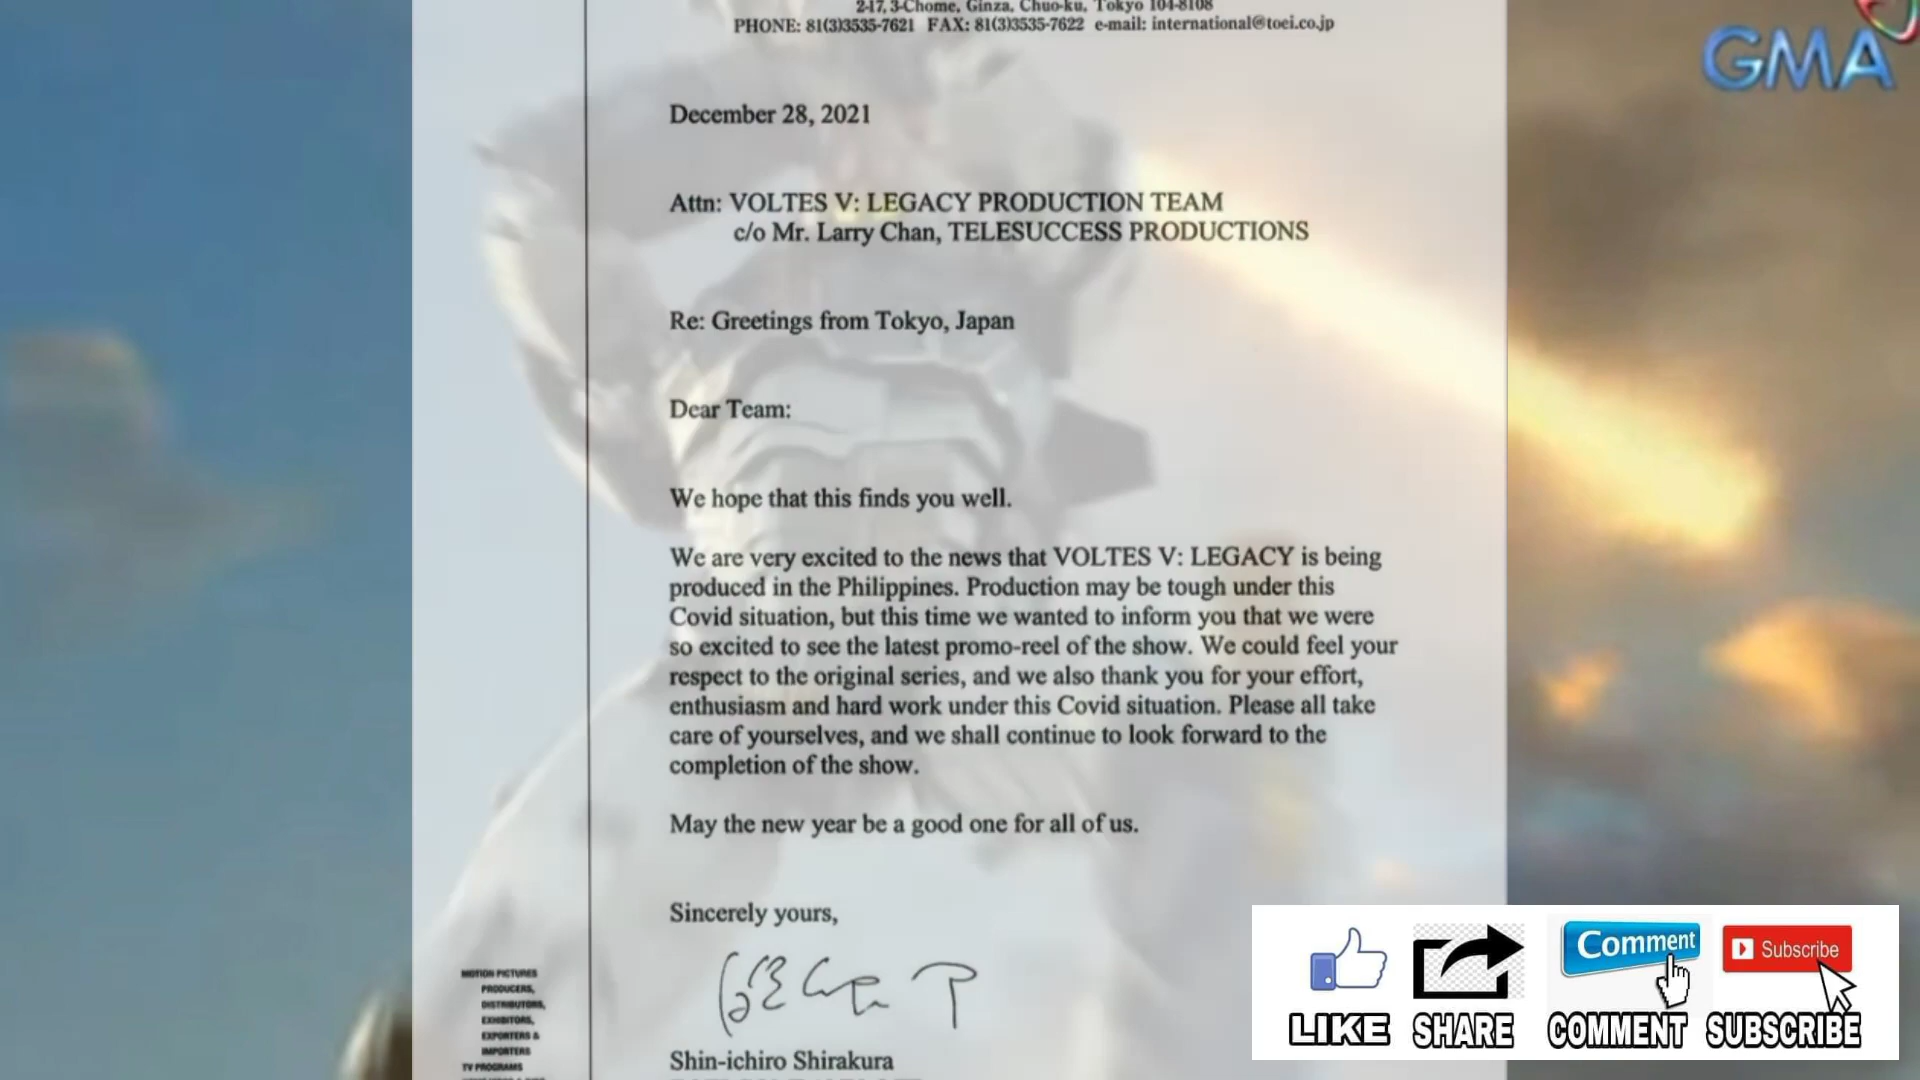 2-17, 3-Chome, Ginza, Chuo-ku, Tokyo 104-8108
PHONE: 81(3)3535-7621 FAX: 81(3)3535-7622 e-mail: international@toei.co.jp
GMA
December 28, 2021
Attn: VOLTES V: LEGACY PRODUCTION TEAM
c/o Mr. Larry Chan, TELESUCCESS PRODUCTIONS
Re: Greetings from Tokyo, Japan
Dear Team:
We hope that this finds you well.
We are very excited to the news that VOLTES V: LEGACY is being
produced in the Philippines. Production may be tough under this
Covid situation, but this time we wanted to inform you that we were
so excited to see the latest promo-reel of the show. We could feel your
respect to the original series, and we also thank you for your effort,
enthusiasm and hard work under this Covid situation. Please all take
care of yourselves, and we shall continue to look forward to the
completion of the show.
May the new year be a good one for all of us.
Sincerely yours,
Shin-ichiro Shirakura
MOTION PICTURES
PRODUCERS,
DISTRIBUTORS,
EXHIBITORS,
EXPORTERS &
IMPORTERS
TV PROGRAMS
Comment
Subscribe
LIKE SHARE COMMENT SUBSCRIBE